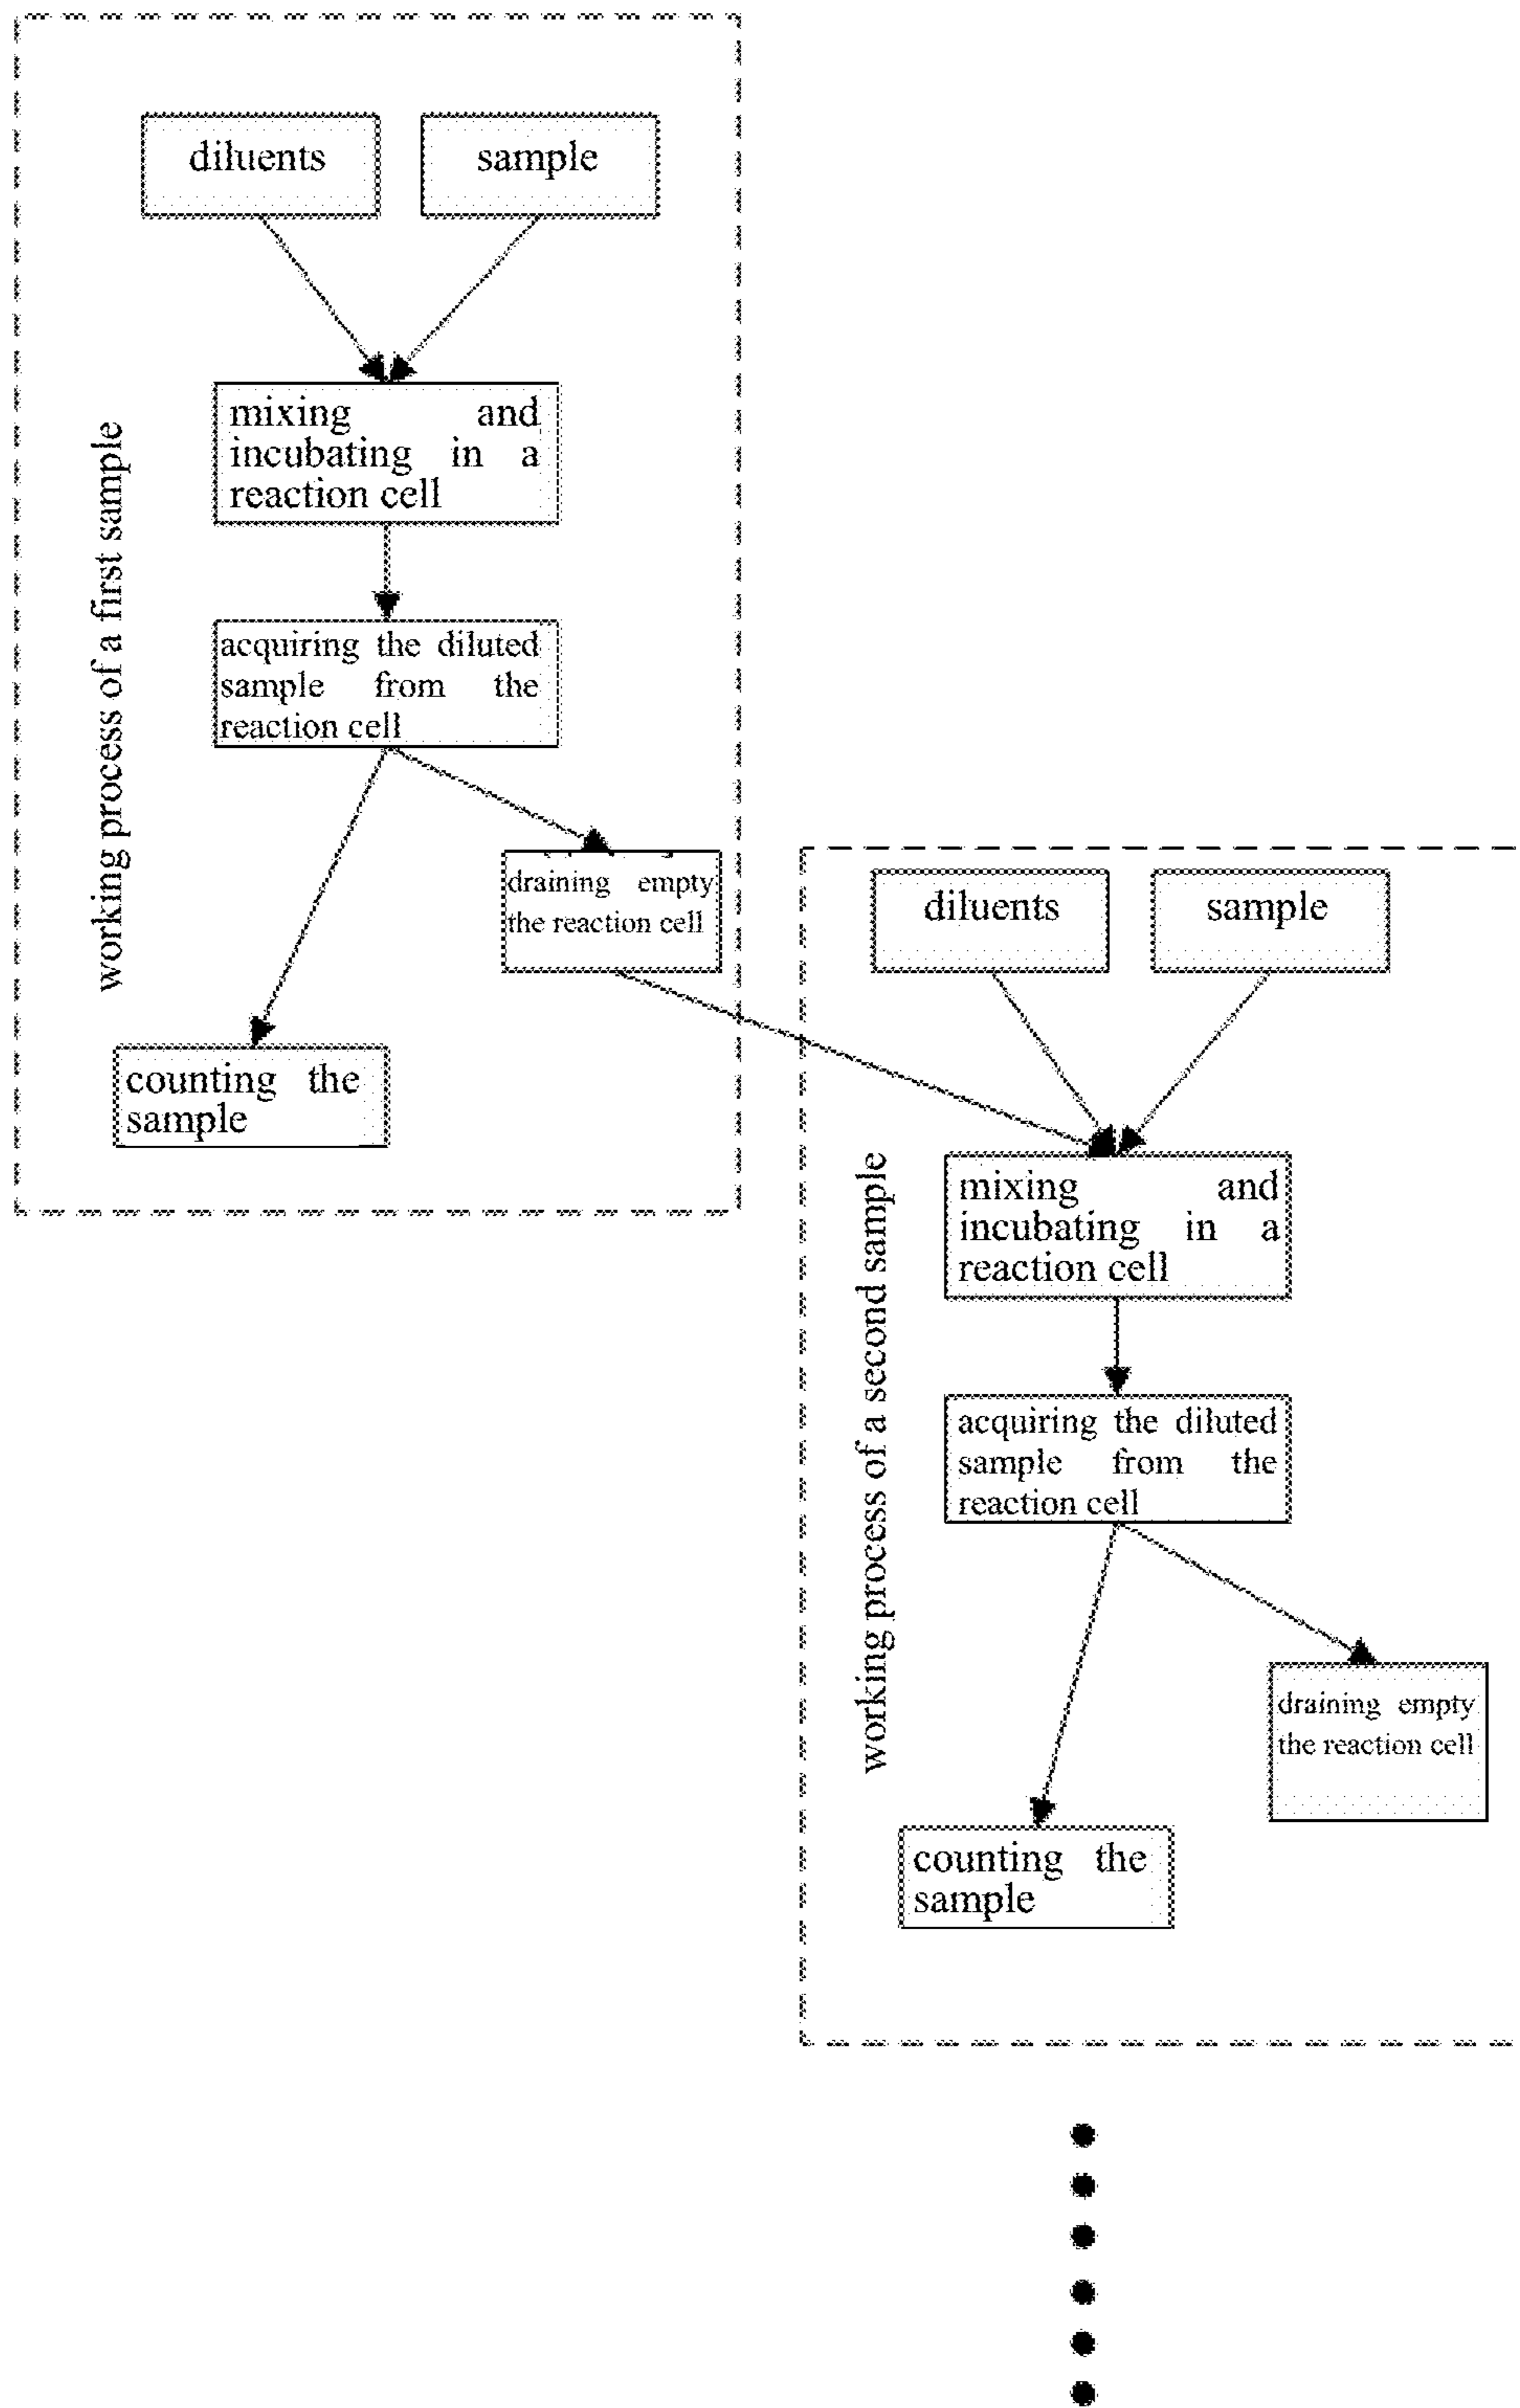 diluents
sample
mixing and
incubating in a
reaction cell
working process of a first sample
acquiring the diluted
sample from the
reaction cell
draining empty
the reaction cell
counting the
sample
diluents
sample
mixing and
incubating in a
reaction cell
working process of a second sample
acquiring the diluted
sample from the
reaction cell
draining empty
the reaction cell
counting the
sample